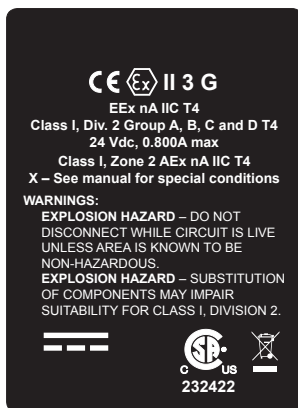 CE Ex II 3 G
EEx nA IIC T4
Class I, Div. 2 Group A, B, C and D T4
24 Vdc, 0.800A max
Class I, Zone 2 AEx nA IIC T4
X – See manual for special conditions
WARNINGS:
EXPLOSION HAZARD – DO NOT
DISCONNECT WHILE CIRCUIT IS LIVE
UNLESS AREA IS KNOWN TO BE
NON-HAZARDOUS.
EXPLOSION HAZARD – SUBSTITUTION
OF COMPONENTS MAY IMPAIR
SUITABILITY FOR CLASS I, DIVISION 2.
SA
C US
232422